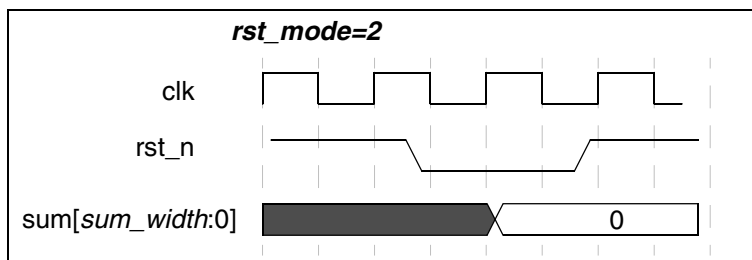 rst_mode=2
clk
rst_n
sum[sum_width:0]
0